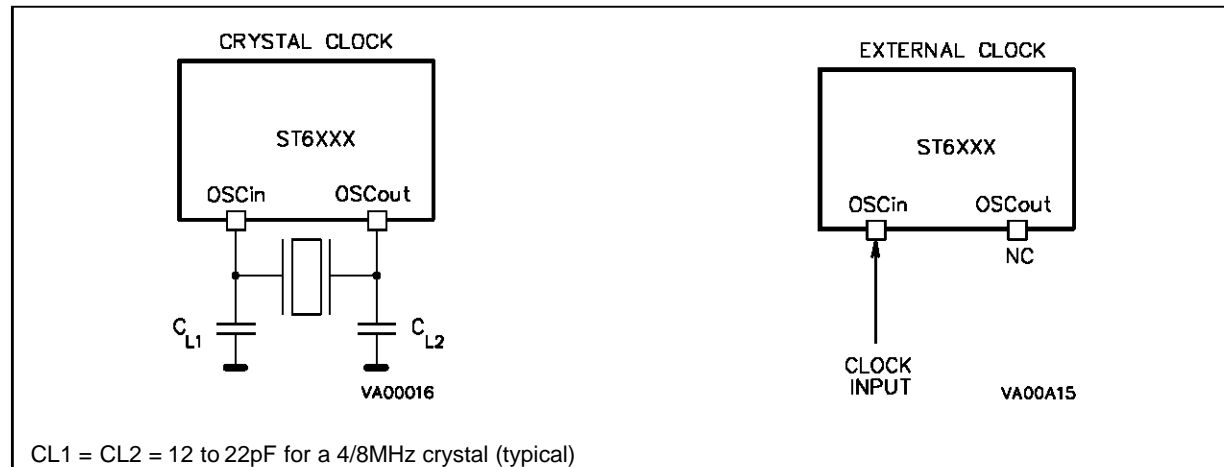 CRYSTAL CLOCK
ST6XXX
OSCin OSCout
CL1 CL2
VA00016
EXTERNAL CLOCK
ST6XXX
OSCin OSCout
NC
CLOCK
INPUT
VA00A15
CL1 = CL2 = 12 to 22pF for a 4/8MHz crystal (typical)